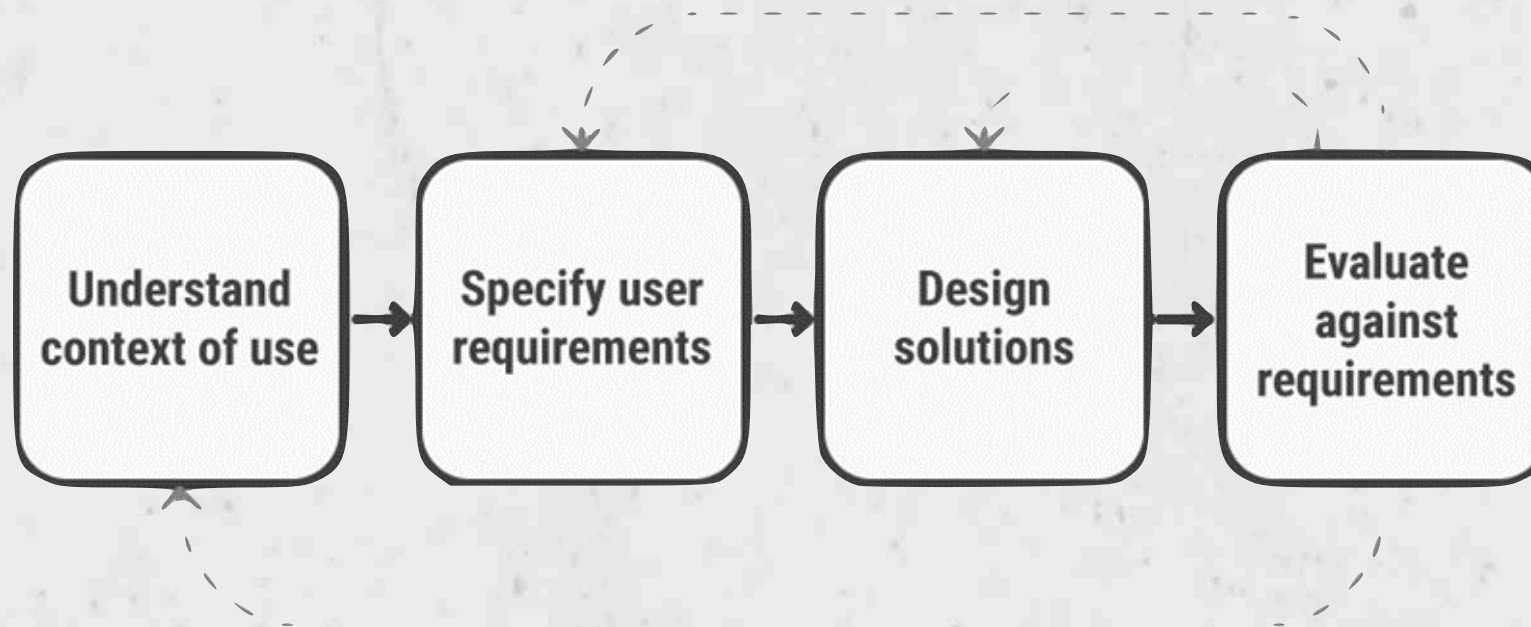 Understand
context of use
Specify user
requirements
Design
solutions
Evaluate
against
requirements